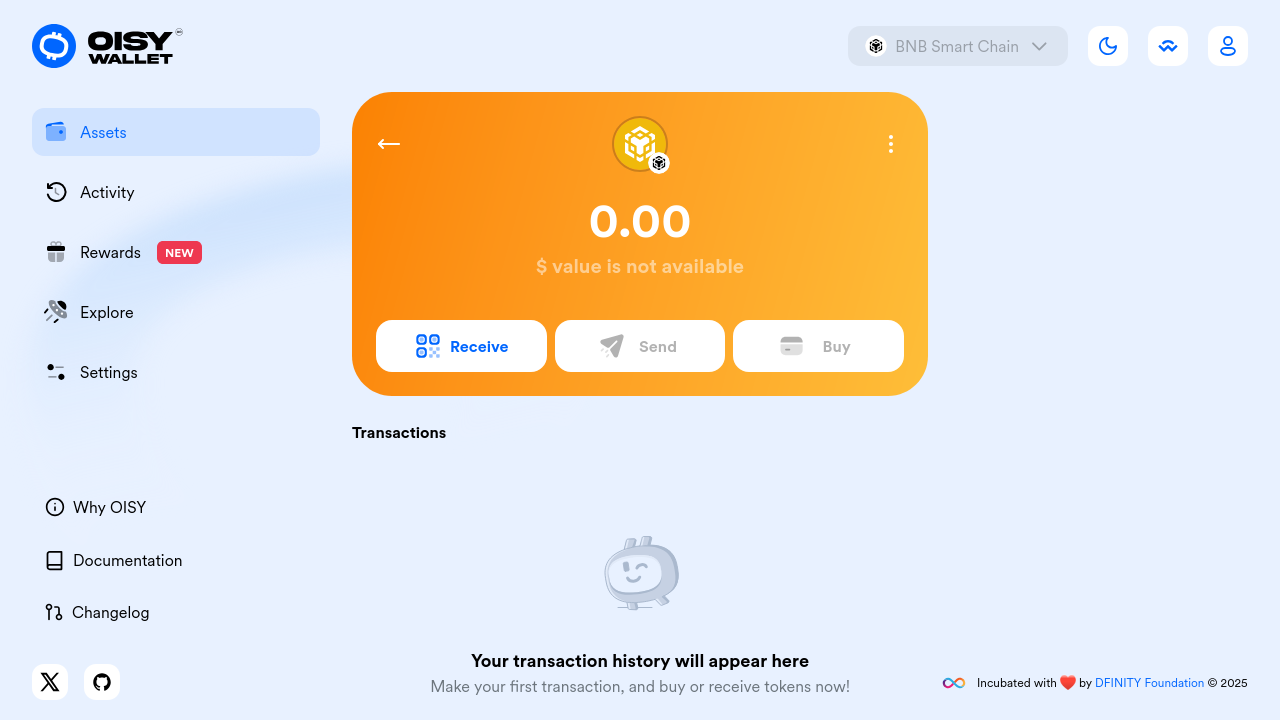 OISY
WALLET
BNB Smart Chain
Assets
Activity
Rewards NEW
Explore
Settings
Why OISY
Documentation
Changelog
0.00
$ value is not available
Receive
Send
Buy
Transactions
Your transaction history will appear here
Make your first transaction, and buy or receive tokens now!
Incubated with ❤️ by DFINITY Foundation © 2025